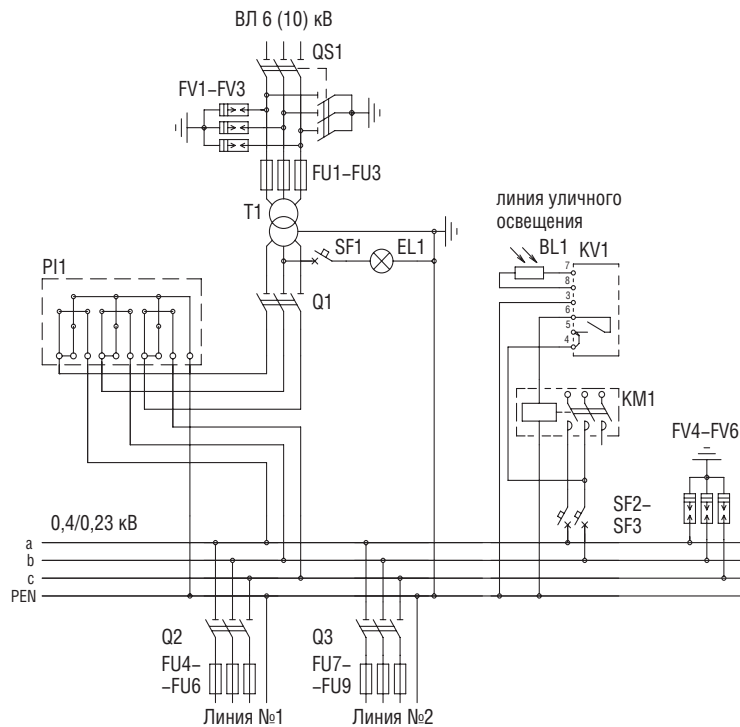 ВЛ 6 (10) кВ
QS1
FV1–FV3
FU1–FU3
T1
линия уличного
освещения
SF1
EL1
BL1
KV1
PI1
7
8
3
6
5
4
Q1
KM1
FV4–FV6
0,4/0,23 кВ
SF2–
SF3
a
b
c
PEN
Q2
Q3
FU4–
–FU6
FU7–
–FU9
Линия №1
Линия №2